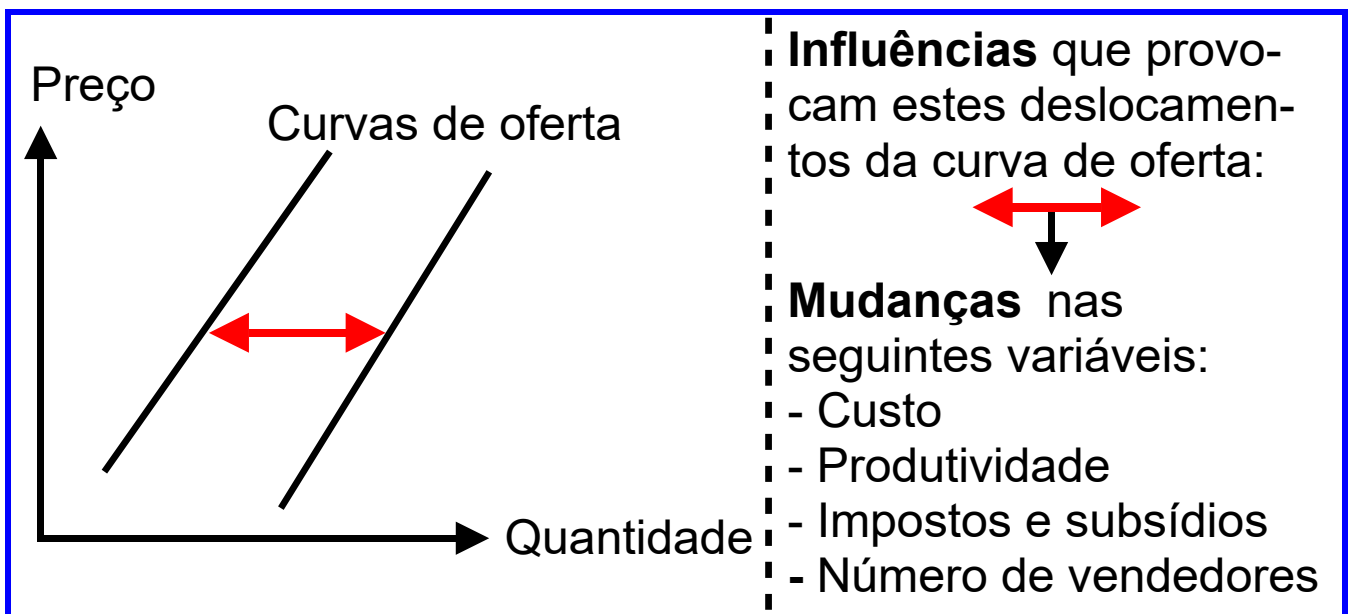 Preço
Curvas de oferta
Quantidade
Influências que provo-
cam estes deslocamen-
tos da curva de oferta:
Mudanças nas
seguintes variáveis:
- Custo
- Produtividade
- Impostos e subsídios
- Número de vendedores